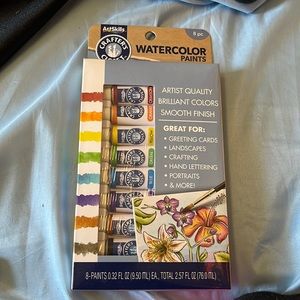 ArtSkills
CRAFTERS
WATERCOLOR
PAINTS
8 pc
ARTIST QUALITY
BRILLIANT COLORS
SMOOTH FINISH
GREAT FOR:
• GREETING CARDS
• LANDSCAPES
• CRAFTING
• HAND LETTERING
• PORTRAITS
• & MORE!
8-PAINTS 0.32 FL OZ (9.50 ML) EA., TOTAL 2.57 FL OZ (76.0 ML)